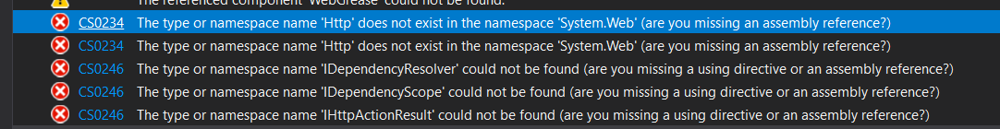 The referenced component 'WebGrease' could not be found.
CS0234 The type or namespace name 'Http' does not exist in the namespace 'System.Web' (are you missing an assembly reference?)
CS0234 The type or namespace name 'Http' does not exist in the namespace 'System.Web' (are you missing an assembly reference?)
CS0246 The type or namespace name 'IDependencyResolver' could not be found (are you missing a using directive or an assembly reference?)
CS0246 The type or namespace name 'IDependencyScope' could not be found (are you missing a using directive or an assembly reference?)
CS0246 The type or namespace name 'IHttpActionResult' could not be found (are you missing a using directive or an assembly reference?)